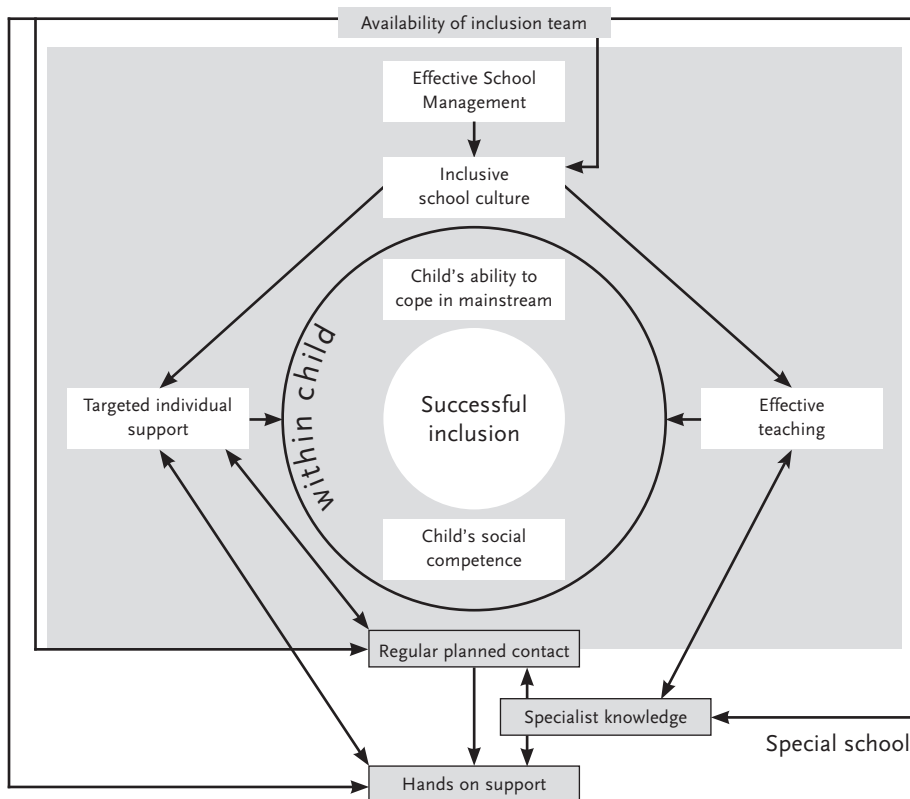 Availability of inclusion team
Effective School
Management
Inclusive
school culture
Child’s ability to
cope in mainstream
within child
Targeted individual
support
Successful
inclusion
Effective
teaching
Child’s social
competence
Regular planned contact
Specialist knowledge
Special school
Hands on support